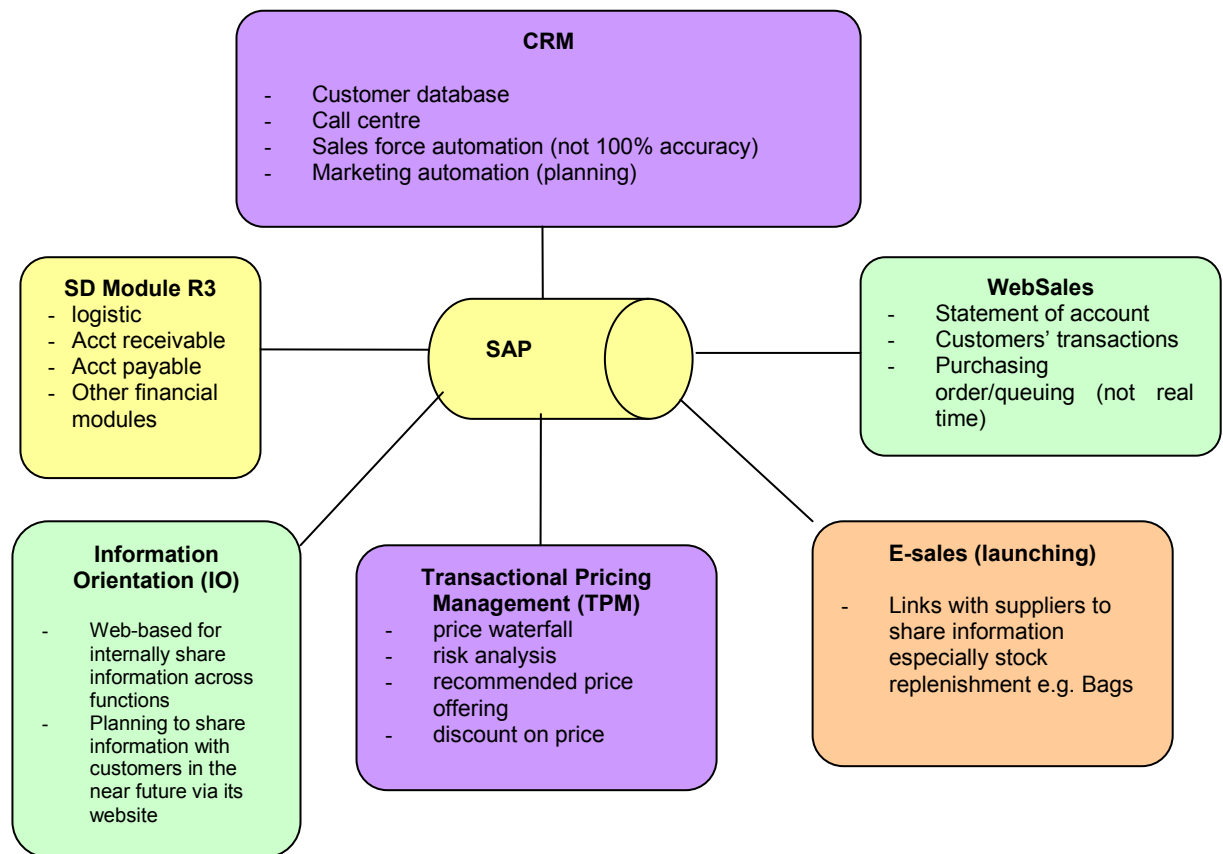 CRM
- Customer database
- Call centre
- Sales force automation (not 100% accuracy)
- Marketing automation (planning)
SD Module R3
- logistic
- Acct receivable
- Acct payable
- Other financial
modules
SAP
WebSales
- Statement of account
- Customers’ transactions
- Purchasing
order/queuing (not real
time)
Information
Orientation (IO)
- Web-based for
internally share
information across
functions
- Planning to share
information with
customers in the
near future via its
website
Transactional Pricing
Management (TPM)
- price waterfall
- risk analysis
- recommended price
offering
- discount on price
E-sales (launching)
- Links with suppliers to
share information
especially stock
replenishment e.g. Bags